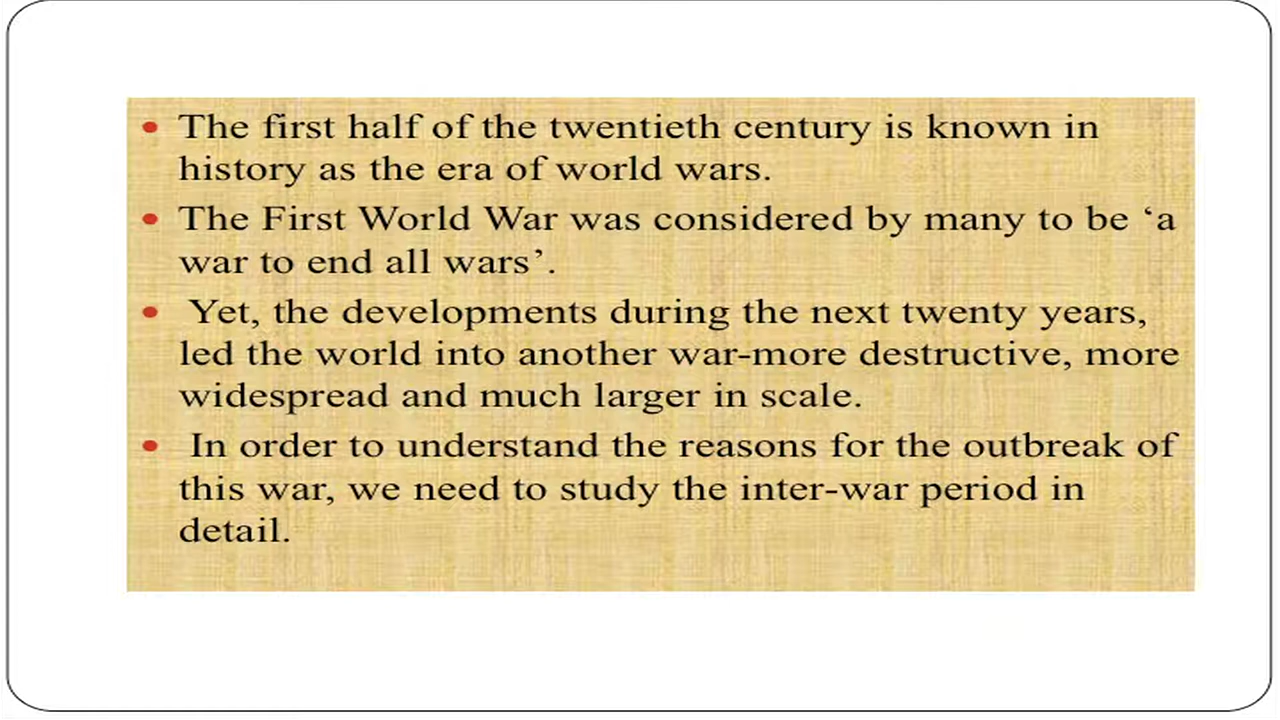 • The first half of the twentieth century is known in
history as the era of world wars.
• The First World War was considered by many to be ‘a
war to end all wars’.
• Yet, the developments during the next twenty years,
led the world into another war-more destructive, more
widespread and much larger in scale.
• In order to understand the reasons for the outbreak of
this war, we need to study the inter-war period in
detail.